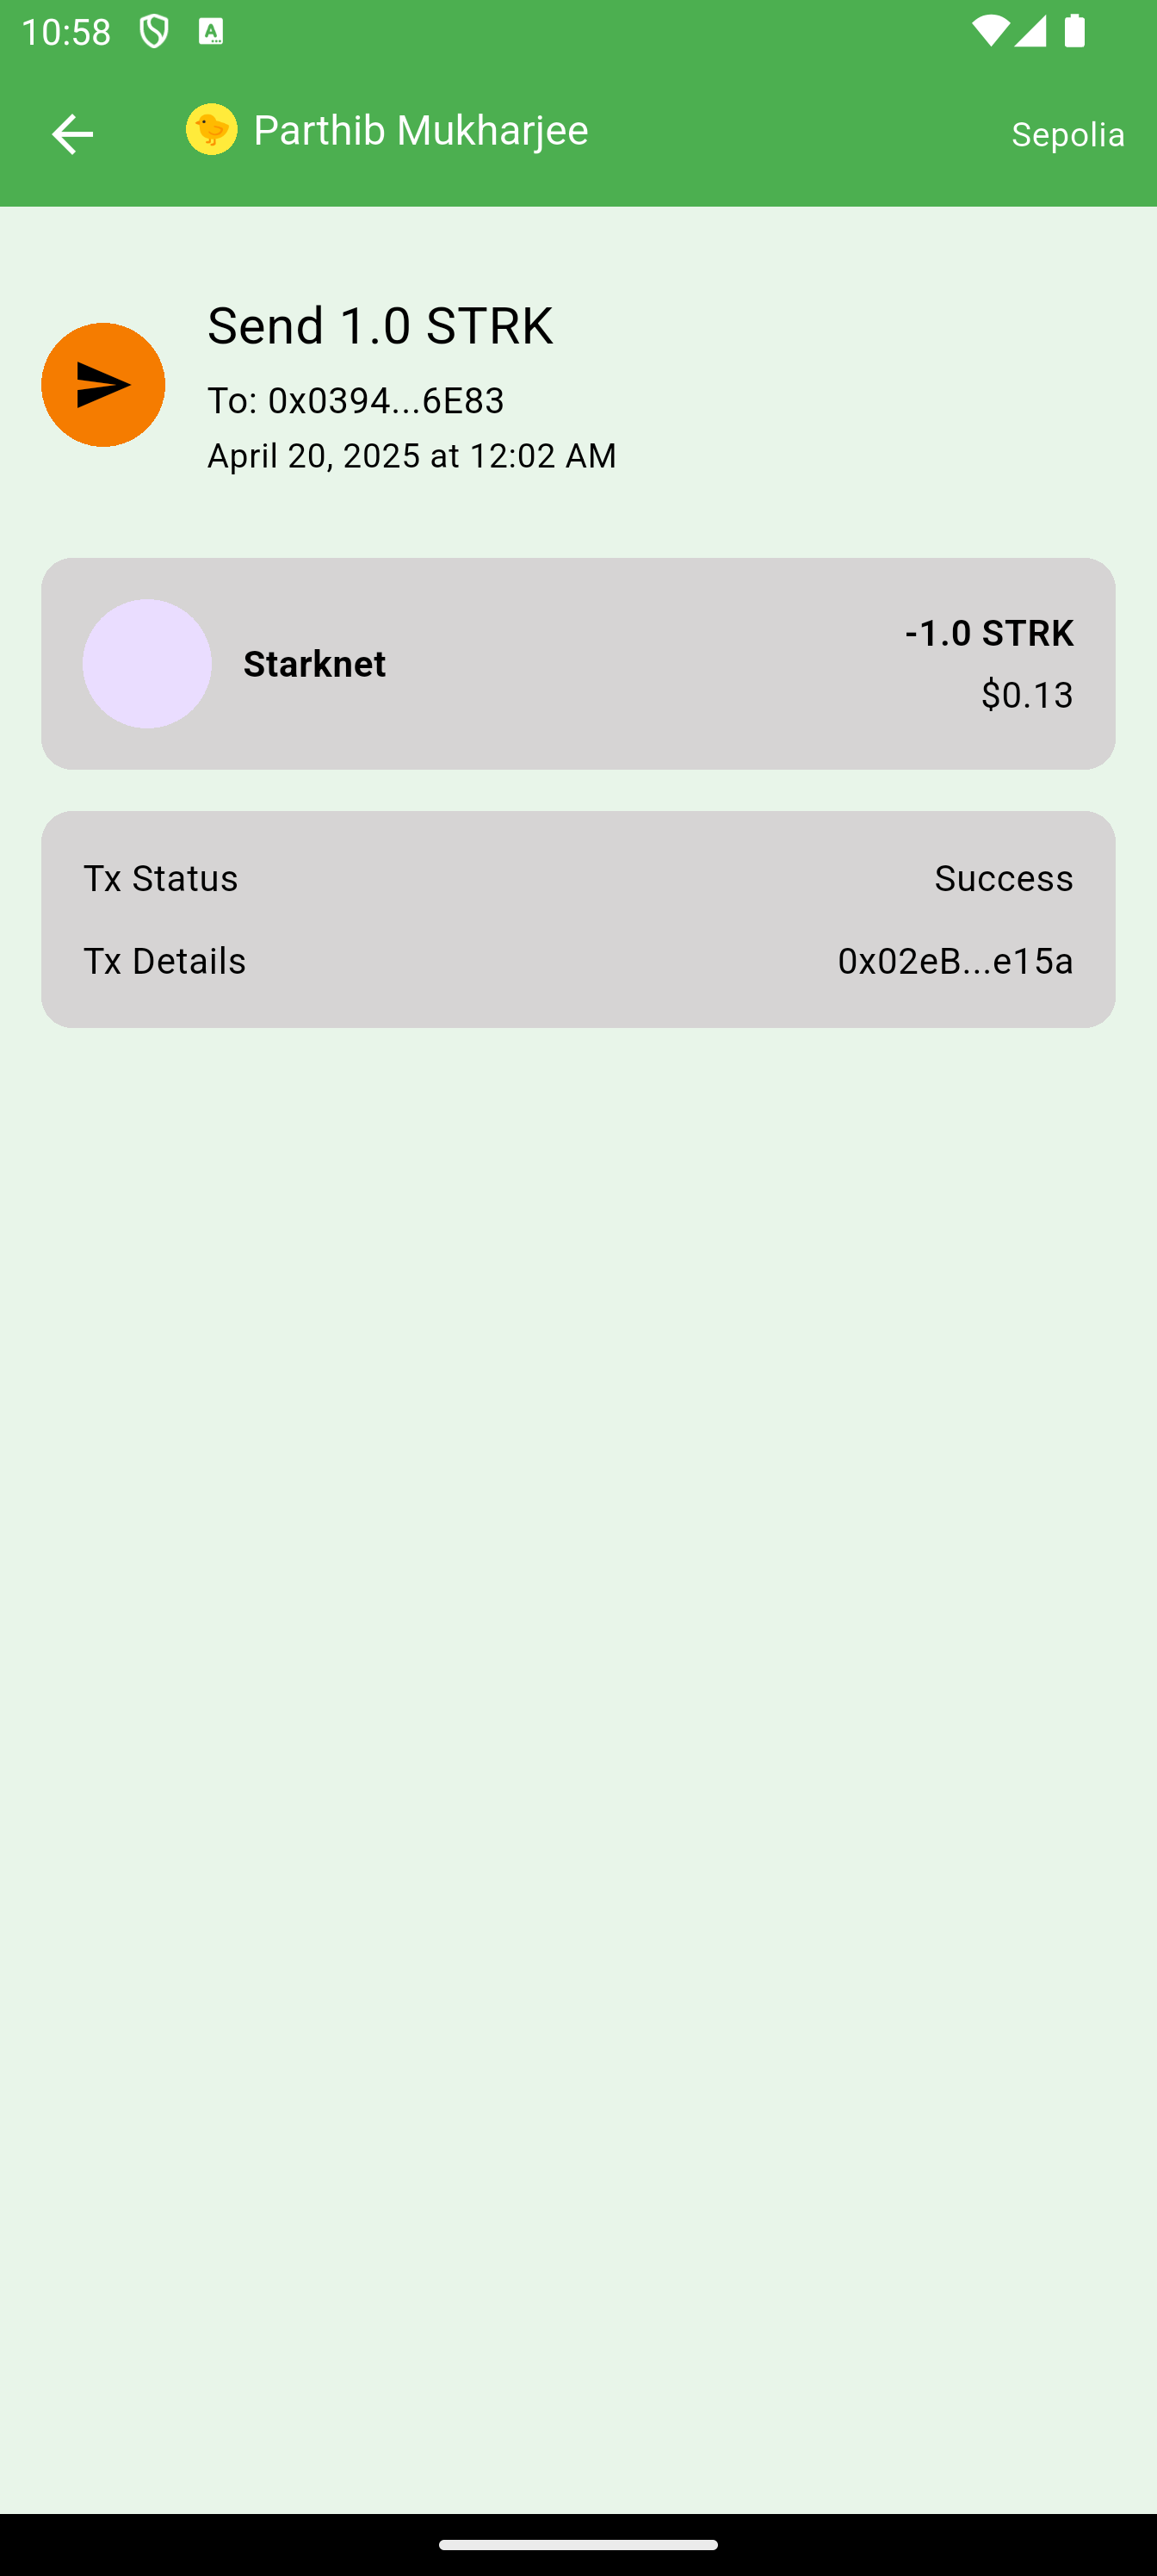 10:58
Parthib Mukharjee
Sepolia
Send 1.0 STRK
To: 0x0394...6E83
April 20, 2025 at 12:02 AM
Starknet
-1.0 STRK
$0.13
Tx Status
Success
Tx Details
0x02eB...e15a